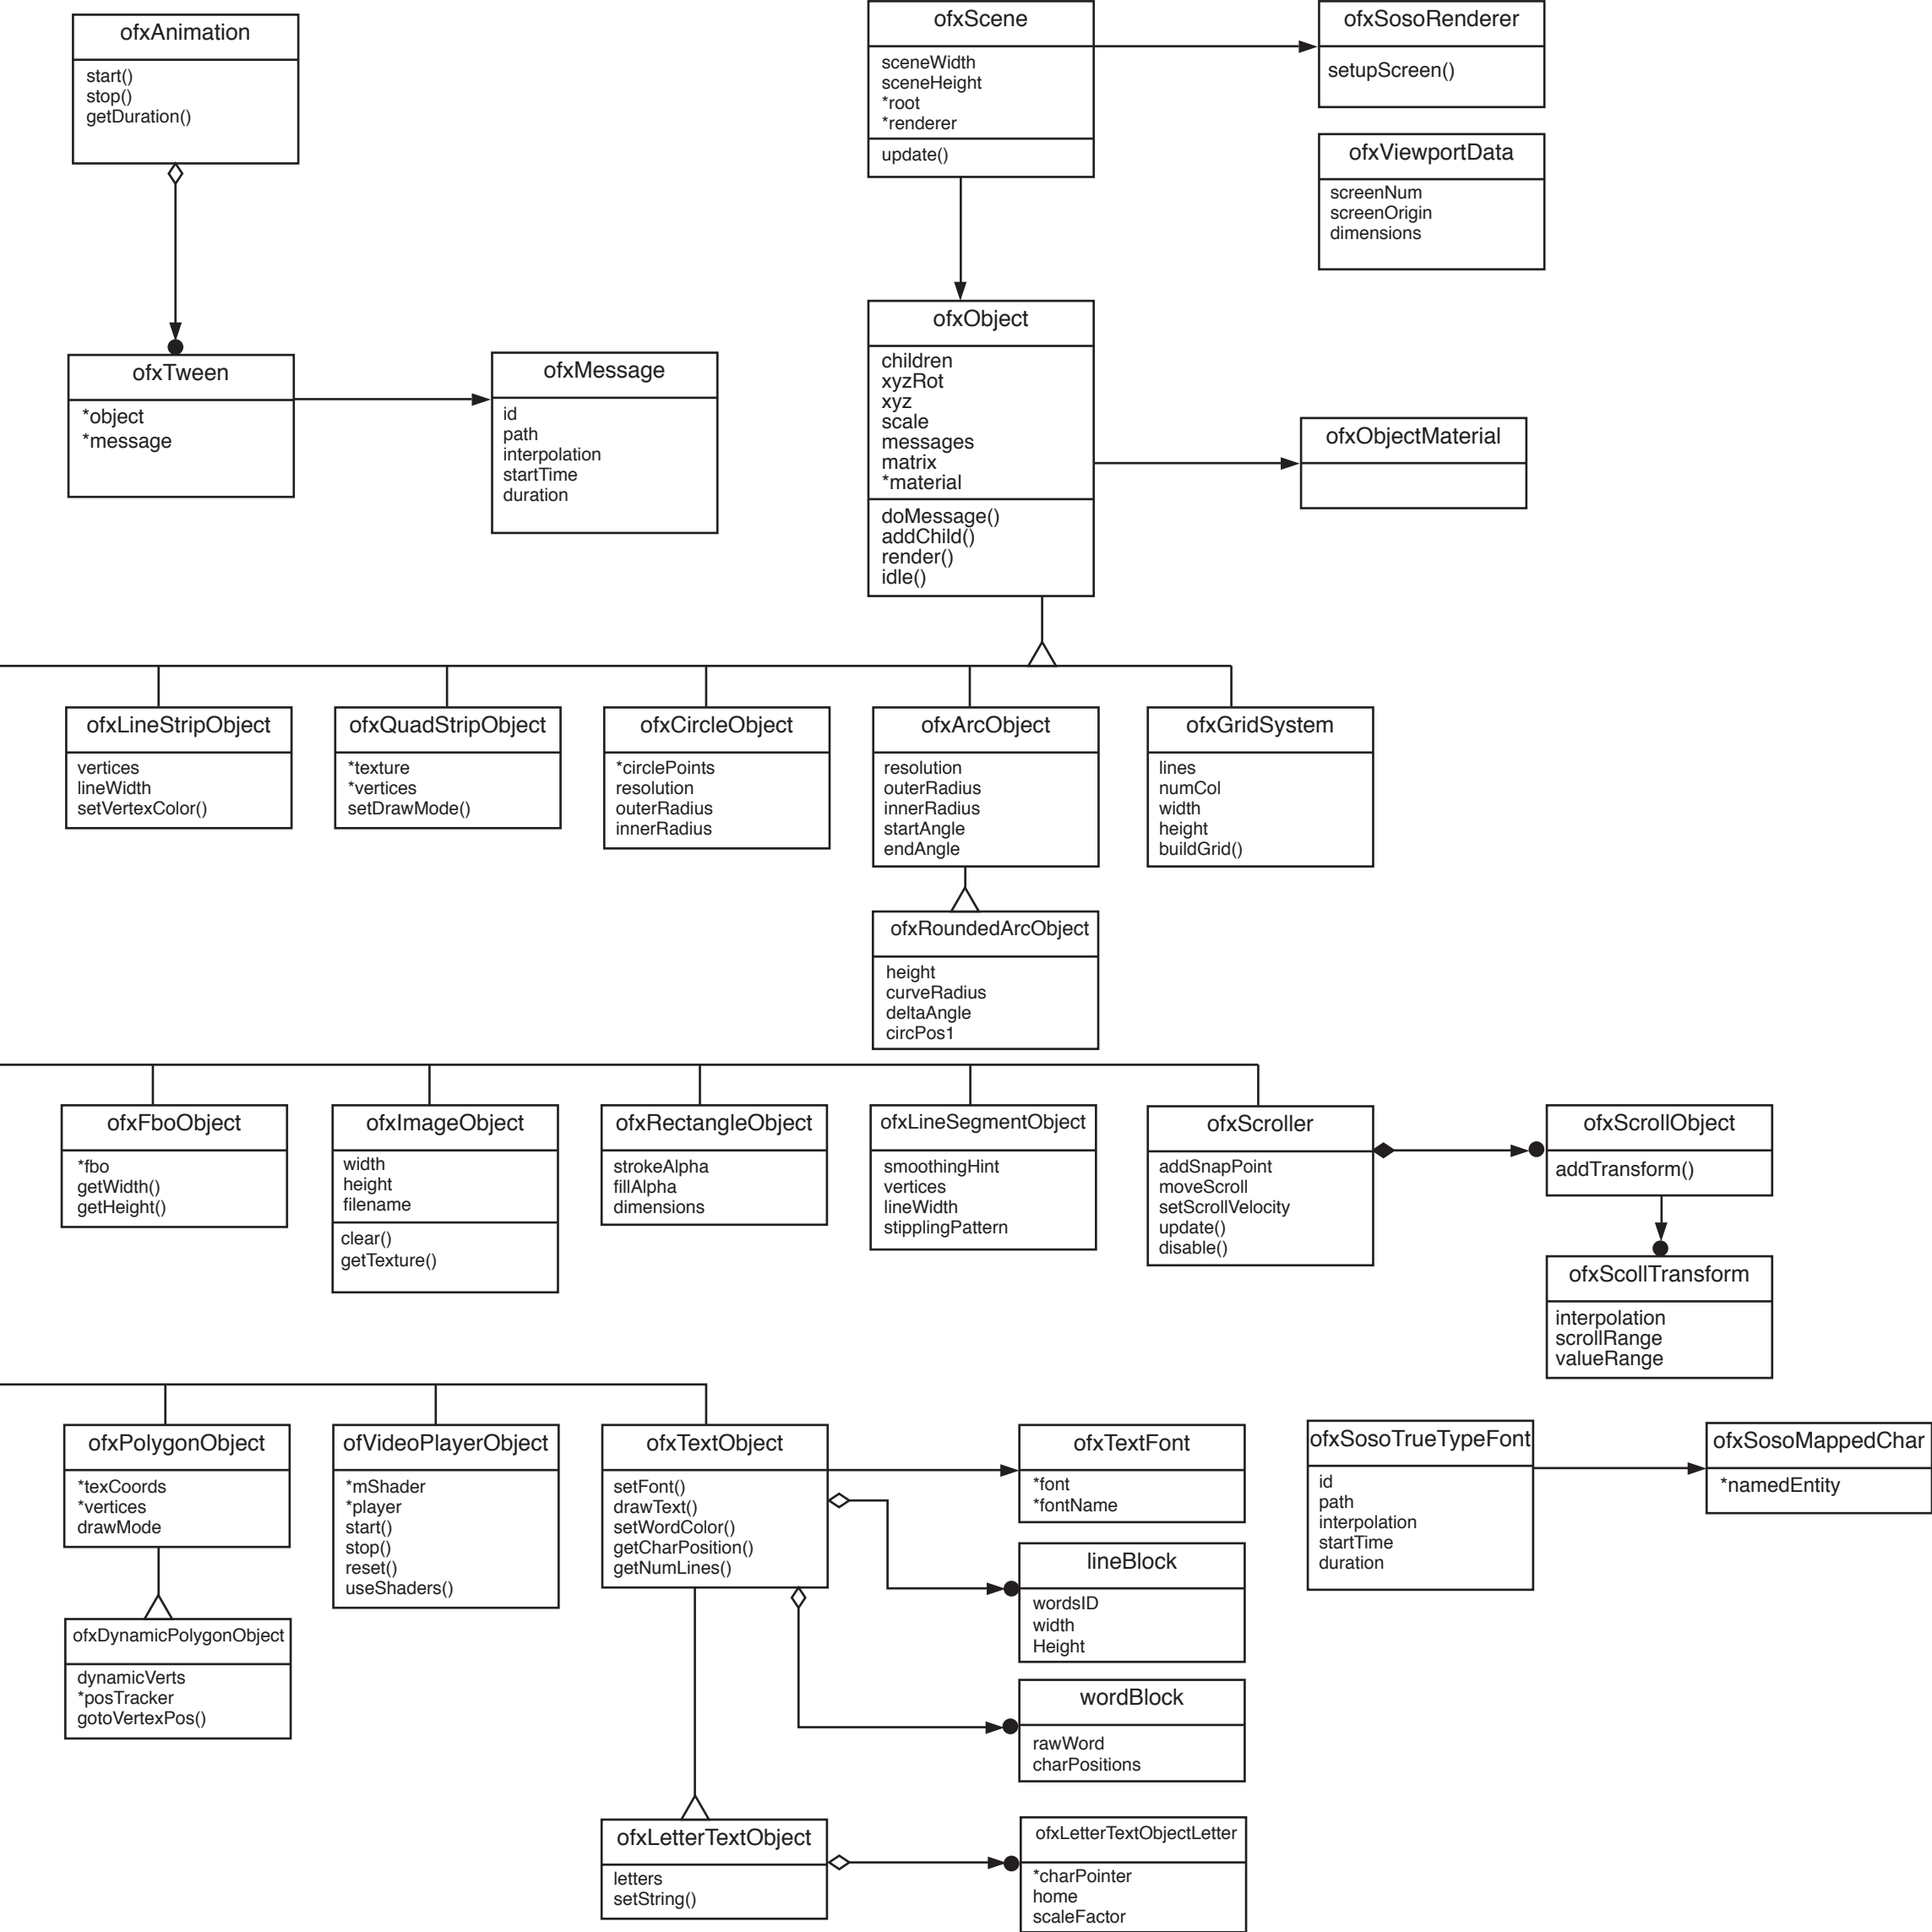 ofxAnimation
start()
stop()
getDuration()
ofxScene
sceneWidth
sceneHeight
*root
*renderer
update()
ofxSosoRenderer
setupScreen()
ofxViewportData
screenNum
screenOrigin
dimensions
ofxTween
*object
*message
ofxMessage
id
path
interpolation
startTime
duration
ofxObject
children
xyzRot
xyz
scale
messages
matrix
*material
doMessage()
addChild()
render()
idle()
ofxObjectMaterial
ofxLineStripObject
vertices
lineWidth
setVertexColor()
ofxQuadStripObject
*texture
*vertices
setDrawMode()
ofxCircleObject
*circlePoints
resolution
outerRadius
innerRadius
ofxArcObject
resolution
outerRadius
innerRadius
startAngle
endAngle
ofxGridSystem
lines
numCol
width
height
buildGrid()
ofxRoundedArcObject
height
curveRadius
deltaAngle
circPos1
ofxFboObject
*fbo
getWidth()
getHeight()
ofxImageObject
width
height
filename
clear()
getTexture()
ofxRectangleObject
strokeAlpha
fillAlpha
dimensions
ofxLineSegmentObject
smoothingHint
vertices
lineWidth
stipplingPattern
ofxScroller
addSnapPoint
moveScroll
setScrollVelocity
update()
disable()
ofxScrollObject
addTransform()
ofxScollTransform
interpolation
scrollRange
valueRange
ofxPolygonObject
*texCoords
*vertices
drawMode
ofVideoPlayerObject
*mShader
*player
start()
stop()
reset()
useShaders()
ofxTextObject
setFont()
drawText()
setWordColor()
getCharPosition()
getNumLines()
ofxTextFont
*font
*fontName
ofxSosoTrueTypeFont
id
path
interpolation
startTime
duration
ofxSosoMappedChar
*namedEntity
lineBlock
wordsID
width
Height
ofxDynamicPolygonObject
dynamicVerts
*posTracker
gotoVertexPos()
wordBlock
rawWord
charPositions
ofxLetterTextObject
letters
setString()
ofxLetterTextObjectLetter
*charPointer
home
scaleFactor